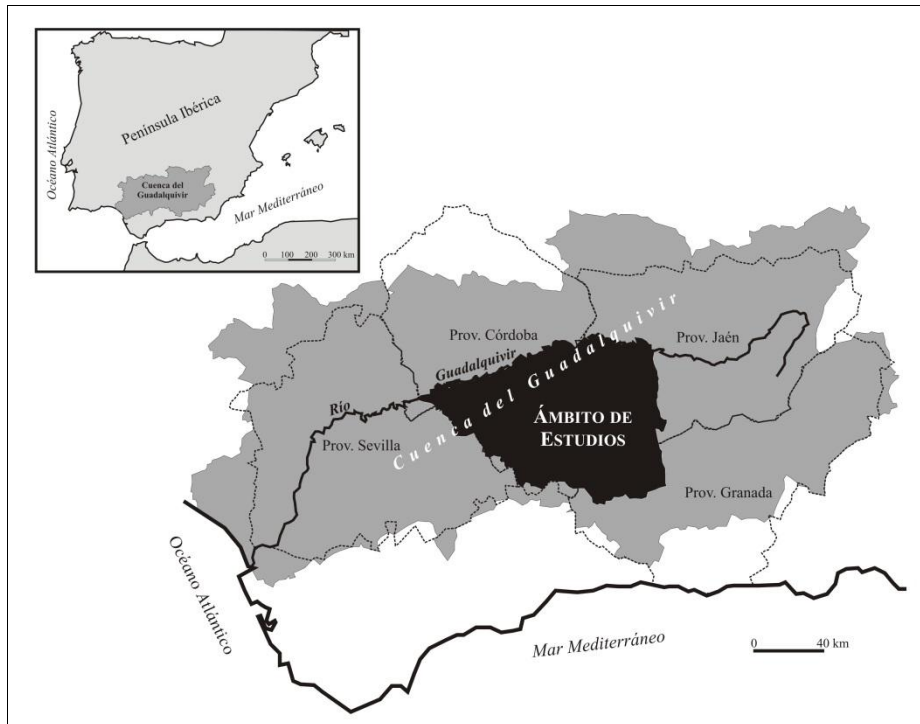 Océano Atlántico
Península Ibérica
Cuenca del
Guadalquivir
Mar Mediterráneo
0 100 200 300 km
Prov. Córdoba
Guadalquivir
Prov. Jaén
Río
Cuenca del Guadalquivir
ÁMBITO DE
ESTUDIOS
Prov. Sevilla
Prov. Granada
Océano Atlántico
Mar Mediterráneo
0 40 km